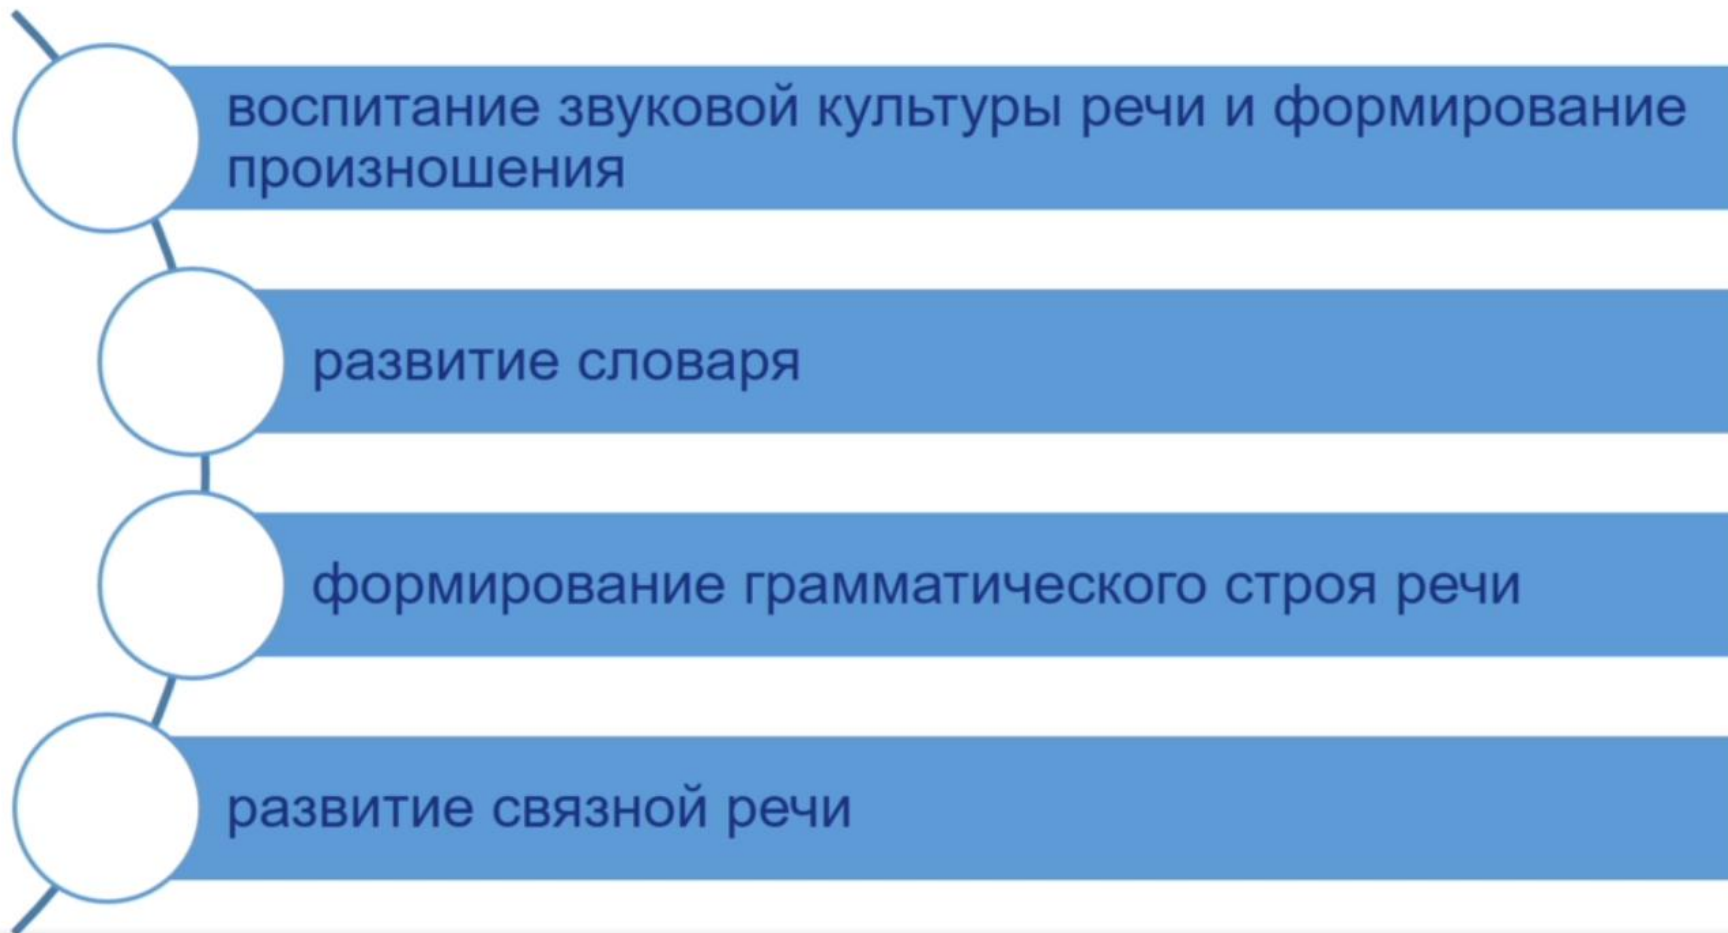 воспитание звуковой культуры речи и формирование
произношения
развитие словаря
формирование грамматического строя речи
развитие связной речи